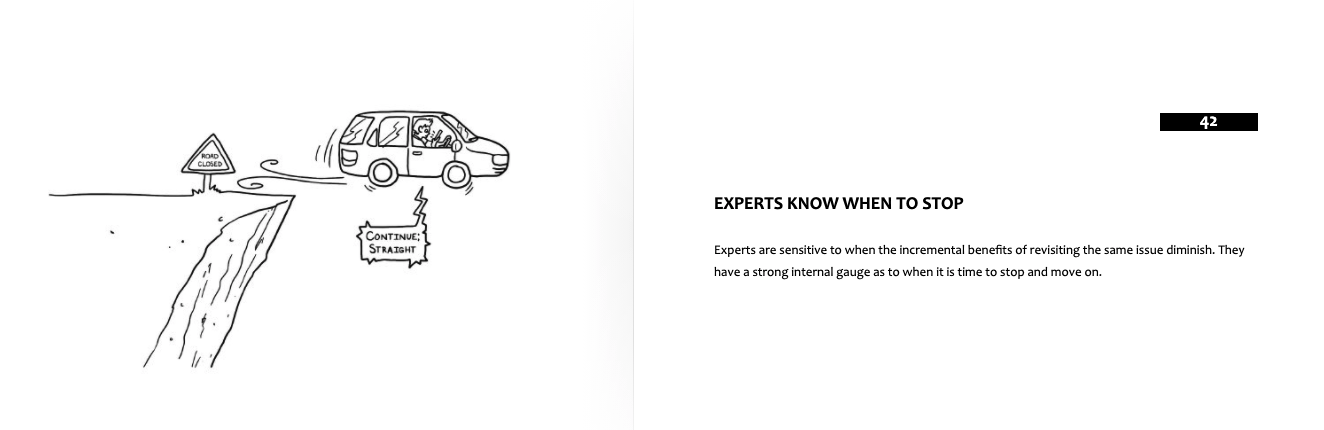 ROAD
CLOSED
CONTINUE;
STRAIGHT
42
EXPERTS KNOW WHEN TO STOP
Experts are sensitive to when the incremental benefits of revisiting the same issue diminish. They
have a strong internal gauge as to when it is time to stop and move on.